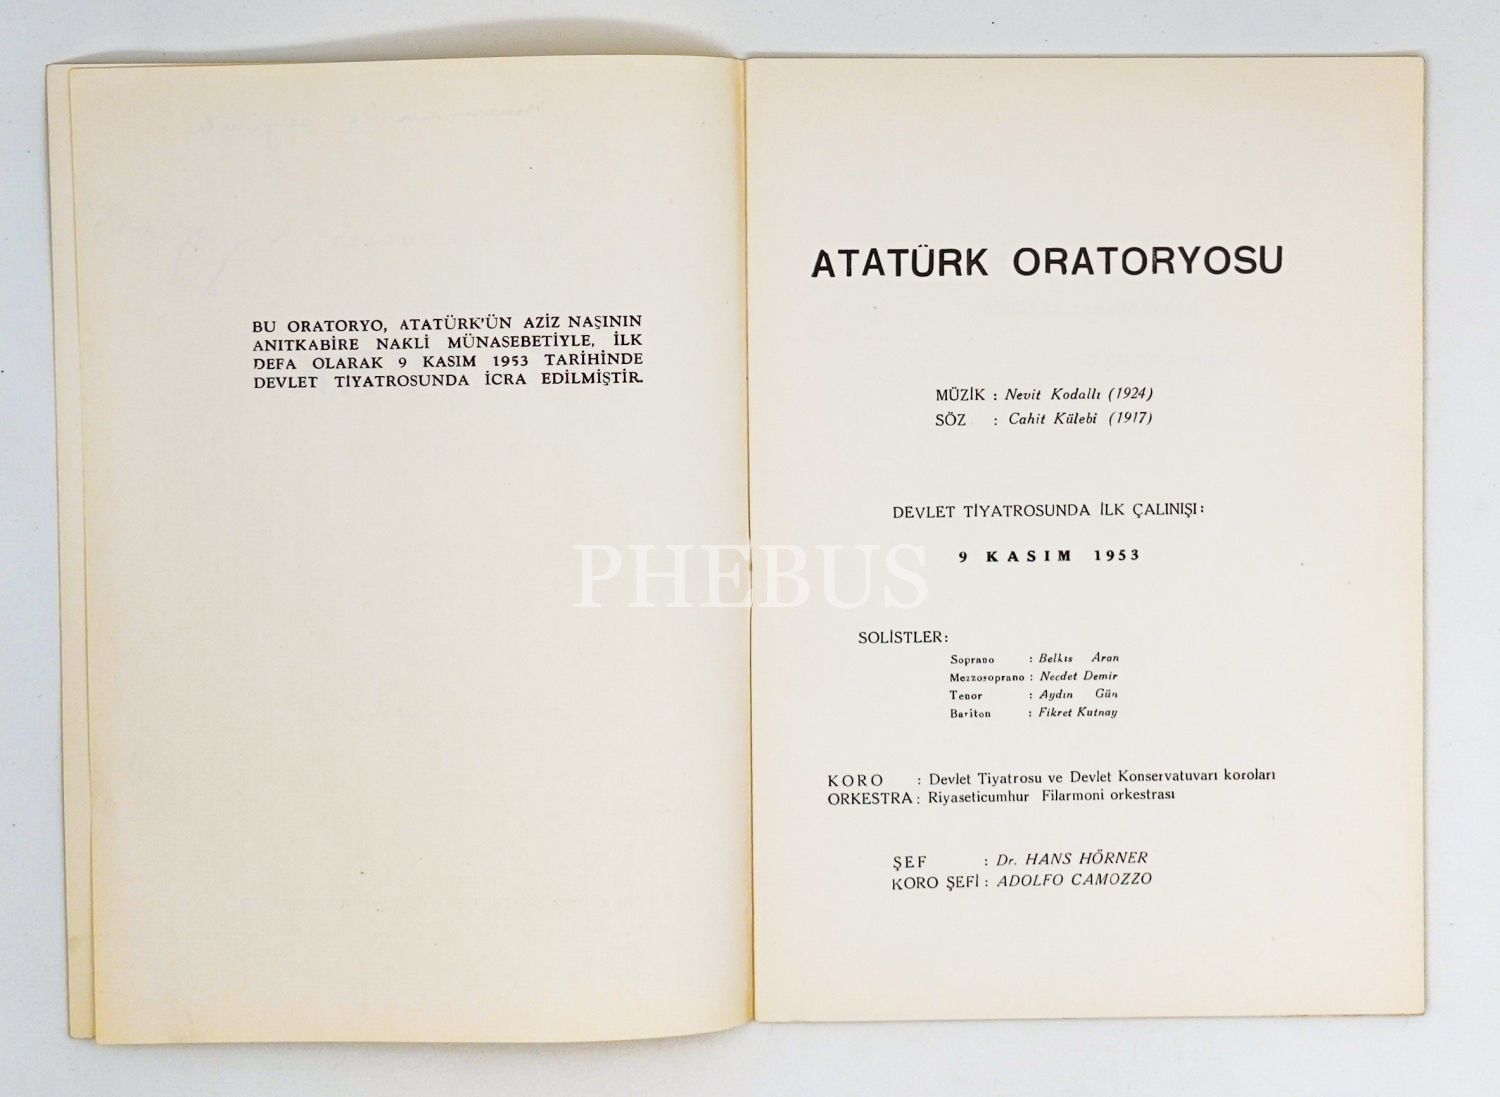 BU ORATORYO, ATATÜRK'ÜN AZİZ NAŞININ
ANITKABİRE NAKLİ MÜNASEBETİYLE, İLK
DEFA OLARAK 9 KASIM 1953 TARİHİNDE
DEVLET TİYATROSUNDA İCRA EDİLMİŞTİR.
ATATÜRK ORATORYOSU
MÜZİK : Nevit Kodallı (1924)
SÖZ : Cahit Külebi (1917)
DEVLET TİYATROSUNDA İLK ÇALINIŞI:
9 KASIM 1953
SOLİSTLER:
Soprano : Belkıs Aran
Mezzosoprano : Necdet Demir
Tenor : Aydın Gün
Bariton : Fikret Kutnay
KORO : Devlet Tiyatrosu ve Devlet Konservatuvarı koroları
ORKESTRA : Riyaseticumhur Filarmoni orkestrası
ŞEF : Dr. HANS HÖRNER
KORO ŞEFİ : ADOLFO CAMOZZO
PHEBUS